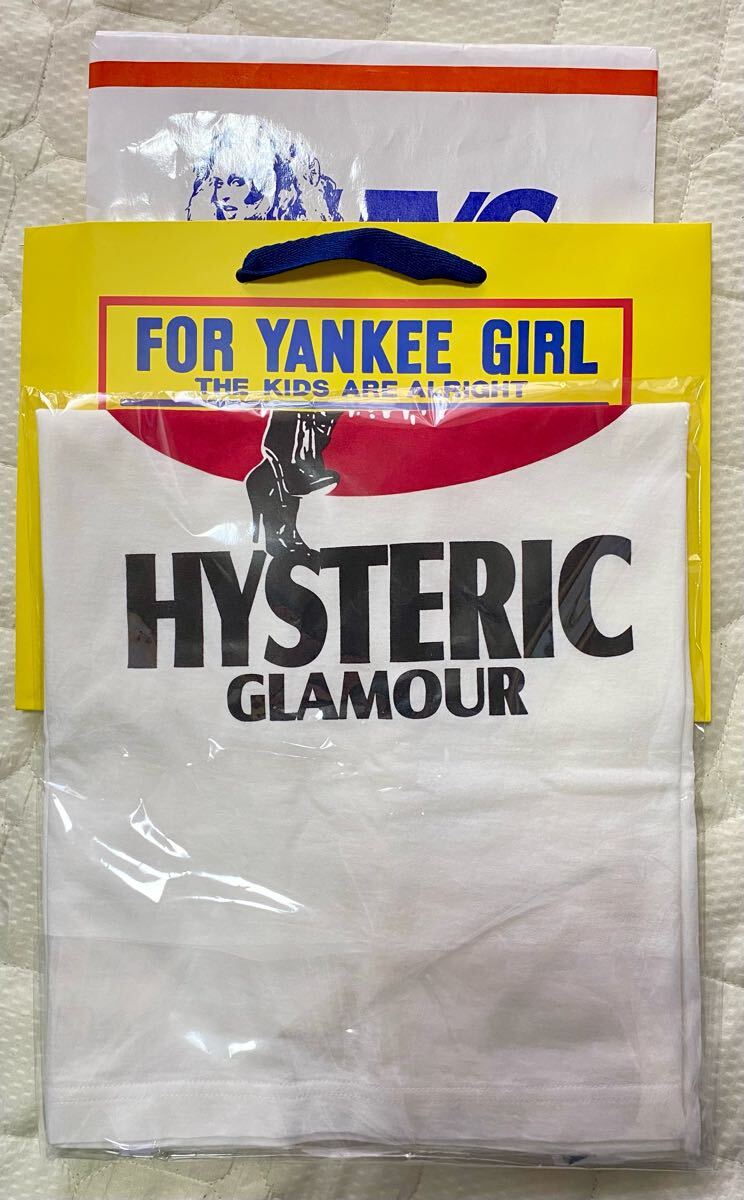 FOR YANKEE GIRL
THE KIDS ARE ALRIGHT
HYSTERIC
GLAMOUR